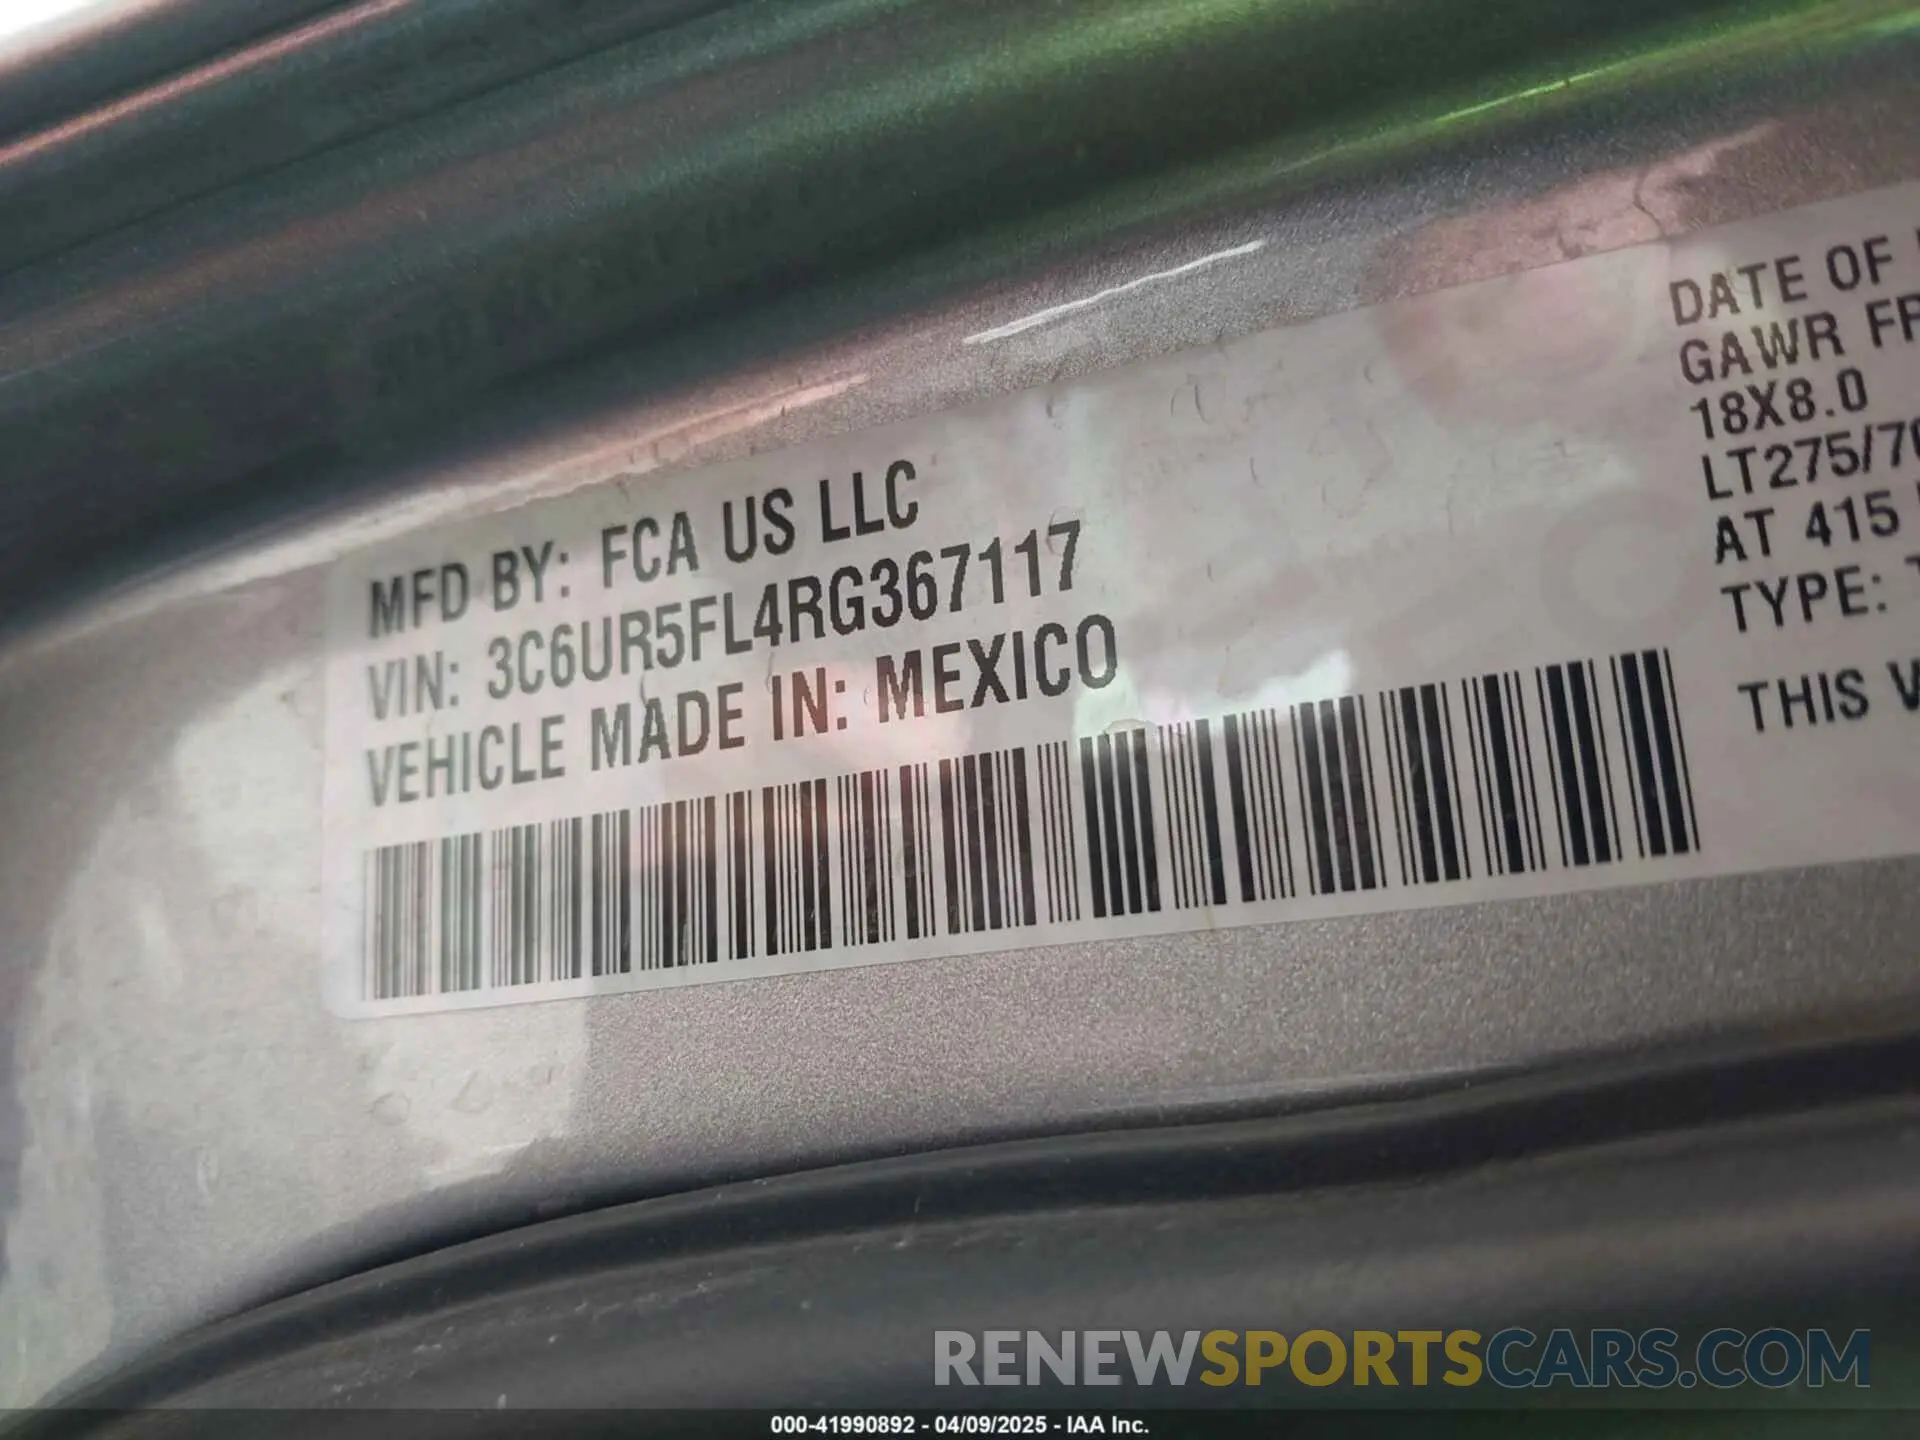 MFD BY: FCA US LLC
VIN: 3C6UR5FL4RG367117
VEHICLE MADE IN: MEXICO
DATE OF
GAWR FR
18X8.0
LT275/70
AT 415
TYPE:
THIS
RENEWSPORTSCARS.COM
000-41990892 - 04/09/2025 - IAA Inc.